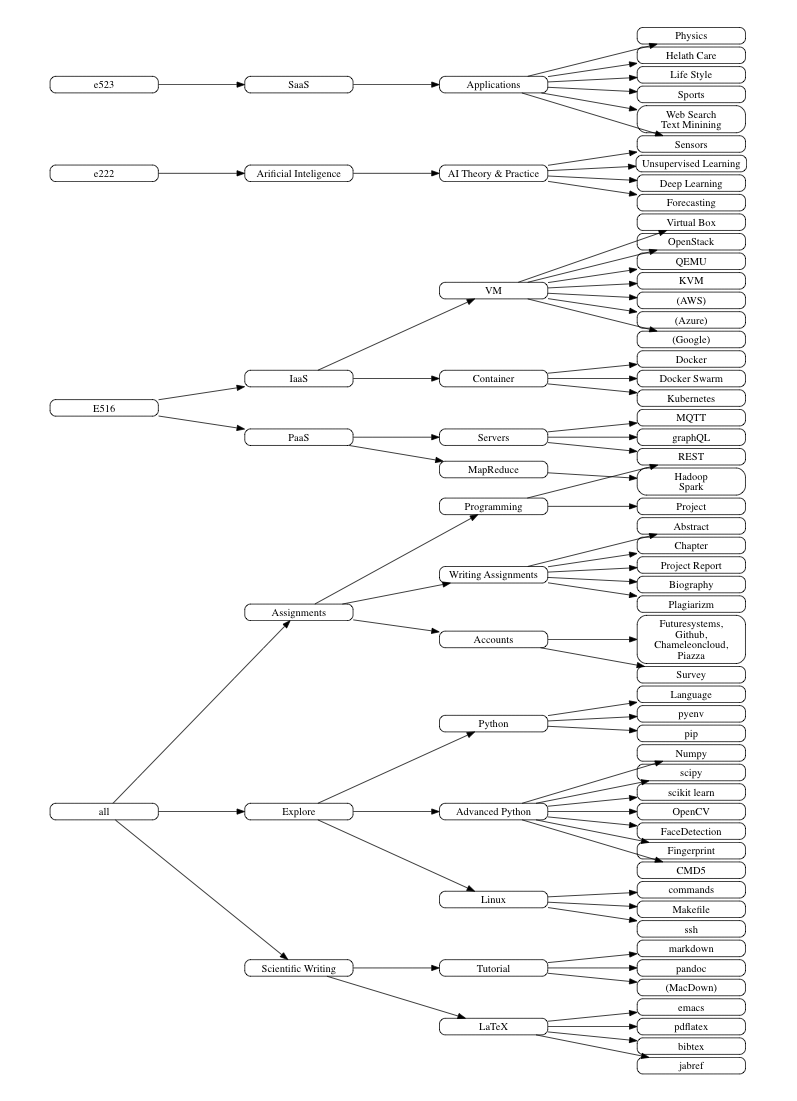 Physics
Helath Care
e523
SaaS
Applications
Life Style
Sports
Web Search
Text Minining
Sensors
e222
Arificial Inteligence
AI Theory & Practice
Unsupervised Learning
Deep Learning
Forecasting
Virtual Box
OpenStack
QEMU
KVM
VM
(AWS)
(Azure)
(Google)
Docker
IaaS
Container
Docker Swarm
Kubernetes
E516
MQTT
PaaS
Servers
graphQL
REST
MapReduce
Hadoop
Spark
Programming
Project
Abstract
Chapter
Project Report
Writing Assignments
Biography
Plagiarizm
Assignments
Futuresystems,
Github,
Chameleoncloud,
Piazza
Accounts
Survey
Language
pyenv
Python
pip
Numpy
scipy
scikit learn
all
Explore
Advanced Python
OpenCV
FaceDetection
Fingerprint
CMD5
commands
Linux
Makefile
ssh
markdown
Scientific Writing
Tutorial
pandoc
(MacDown)
emacs
LaTeX
pdflatex
bibtex
jabref